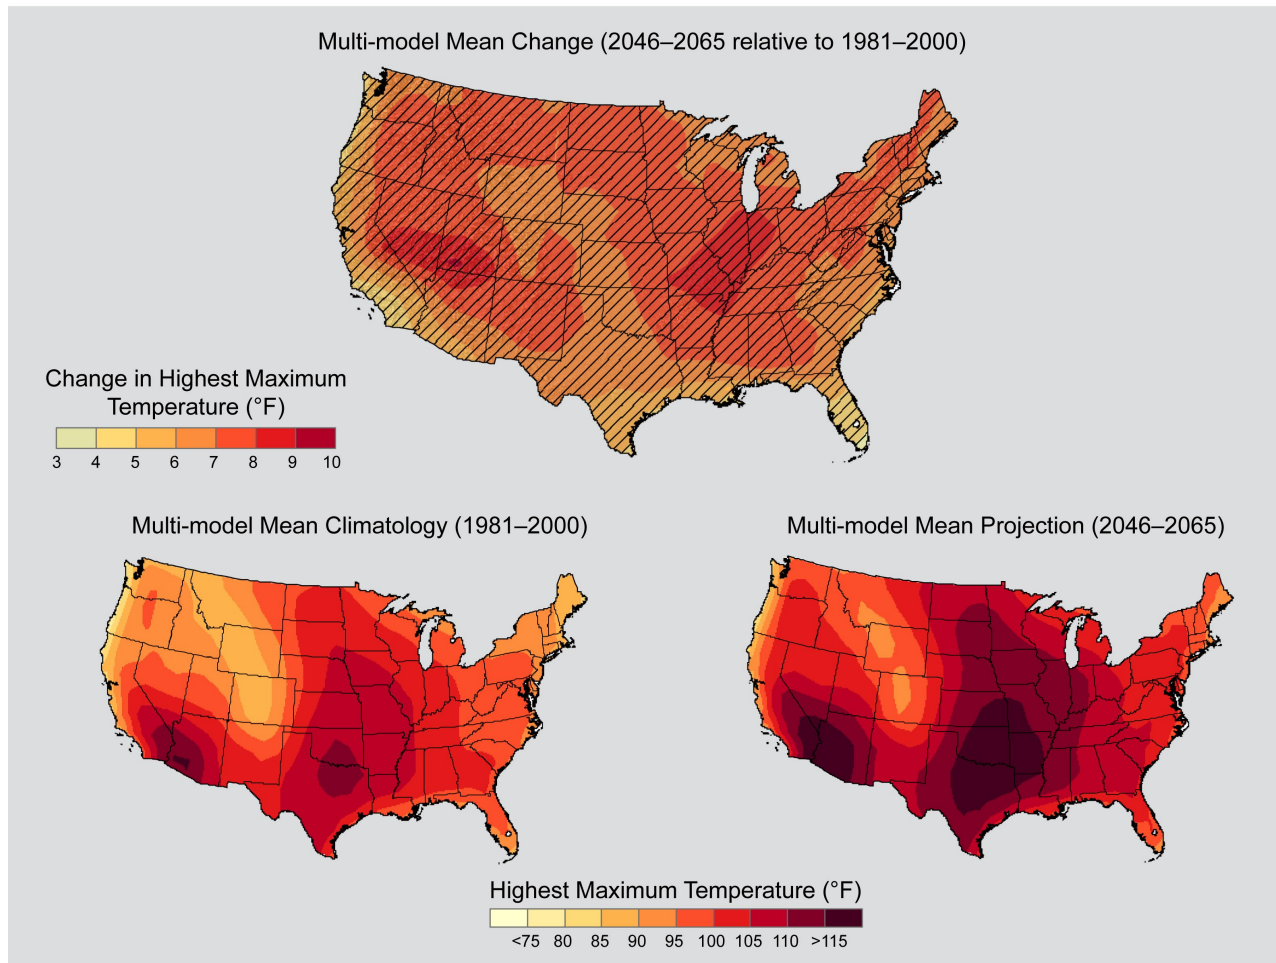 Multi-model Mean Change (2046–2065 relative to 1981–2000)
Change in Highest Maximum
Temperature (°F)
3 4 5 6 7 8 9 10
Multi-model Mean Climatology (1981–2000)
Multi-model Mean Projection (2046–2065)
Highest Maximum Temperature (°F)
<75 80 85 90 95 100 105 110 >115